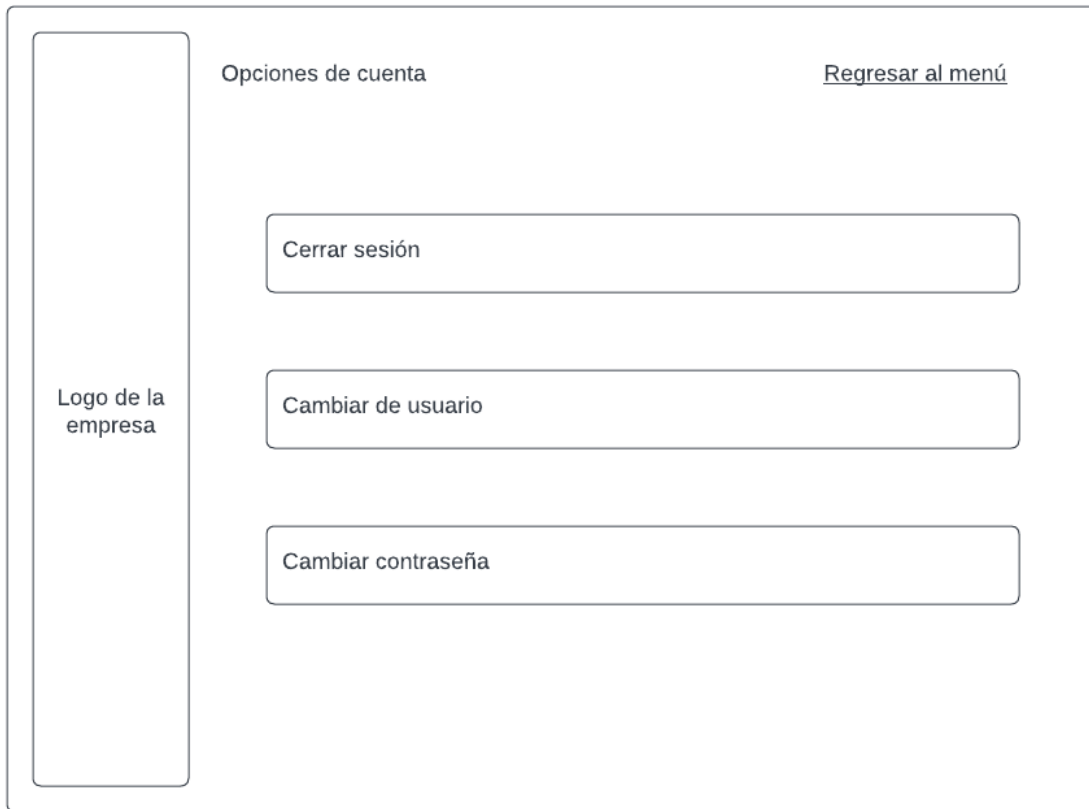 Opciones de cuenta
Regresar al menú
Cerrar sesión
Logo de la
empresa
Cambiar de usuario
Cambiar contraseña